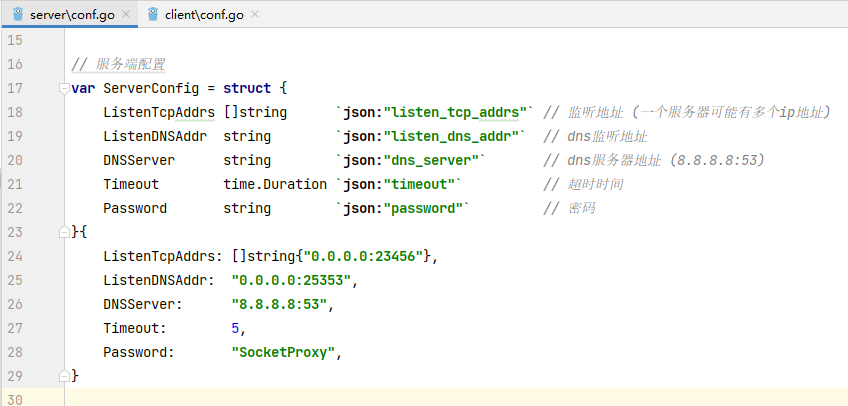 server\conf.go client\conf.go
15
16 // 服务端配置
17 var ServerConfig = struct {
18 ListenTcpAddrs []string `json:"listen_tcp_addrs"` // 监听地址 (一个服务器可能有多个ip地址)
19 ListenDNSAddr string `json:"listen_dns_addr"` // dns监听地址
20 DNSServer string `json:"dns_server"` // dns服务器地址 (8.8.8.8:53)
21 Timeout time.Duration `json:"timeout"` // 超时时间
22 Password string `json:"password"` // 密码
23 }{
24 ListenTcpAddrs: []string{"0.0.0.0:23456"},
25 ListenDNSAddr: "0.0.0.0:25353",
26 DNSServer: "8.8.8.8:53",
27 Timeout: 5,
28 Password: "SocketProxy",
29 }
30